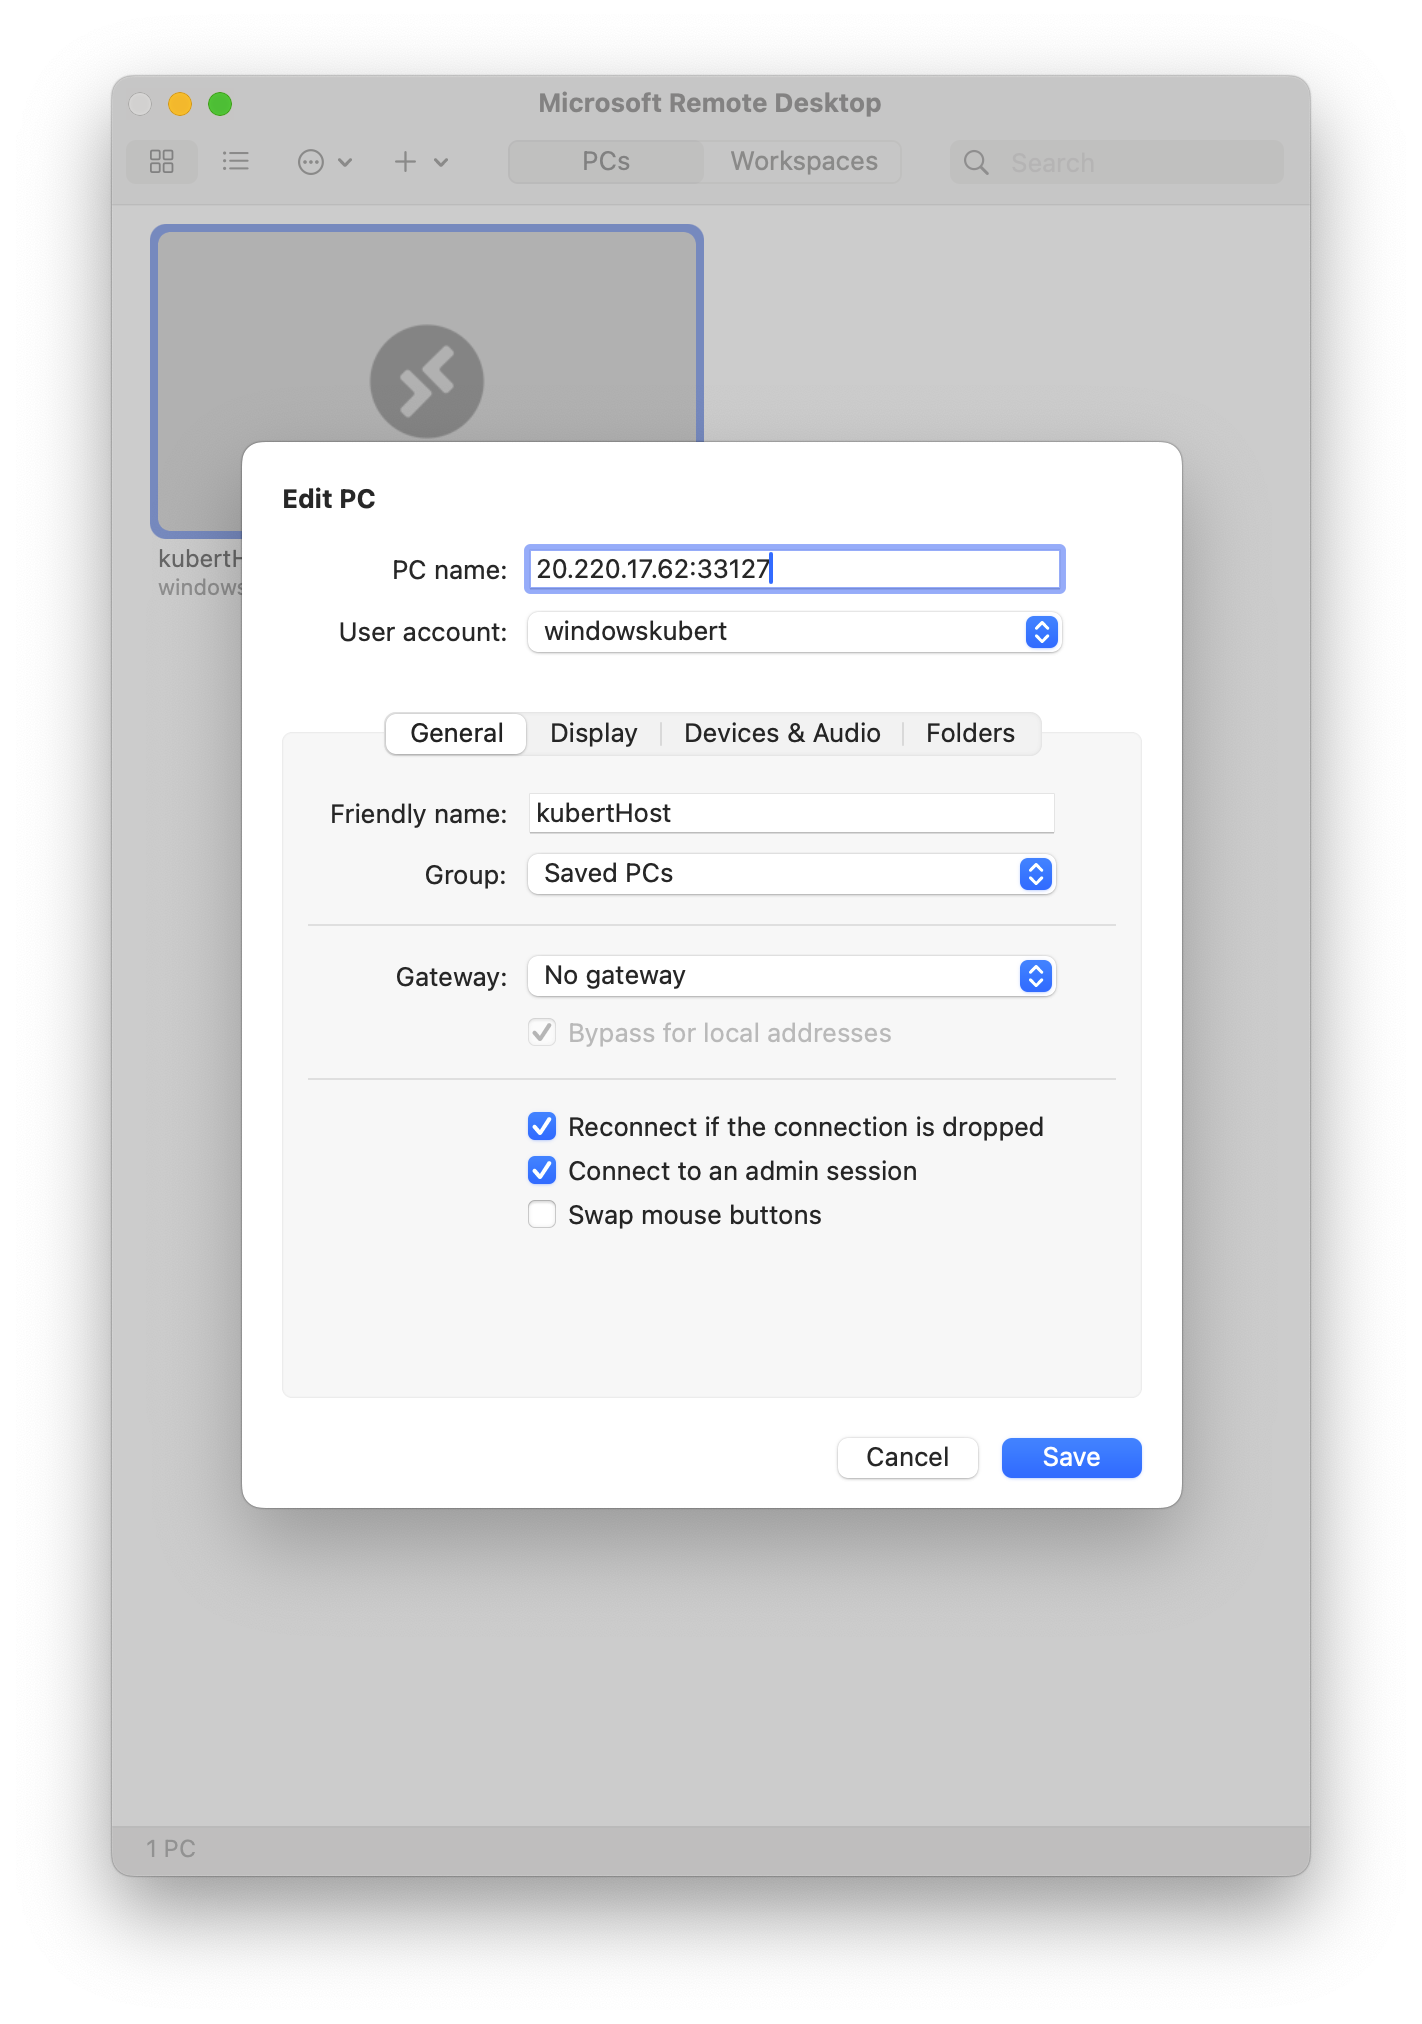 Microsoft Remote Desktop
PCs
Workspaces
Search
Edit PC
PC name: 20.220.17.62:33127
User account: windowskubert
General
Display
Devices & Audio
Folders
Friendly name: kubertHost
Group: Saved PCs
Gateway: No gateway
Bypass for local addresses
Reconnect if the connection is dropped
Connect to an admin session
Swap mouse buttons
Cancel
Save
1 PC